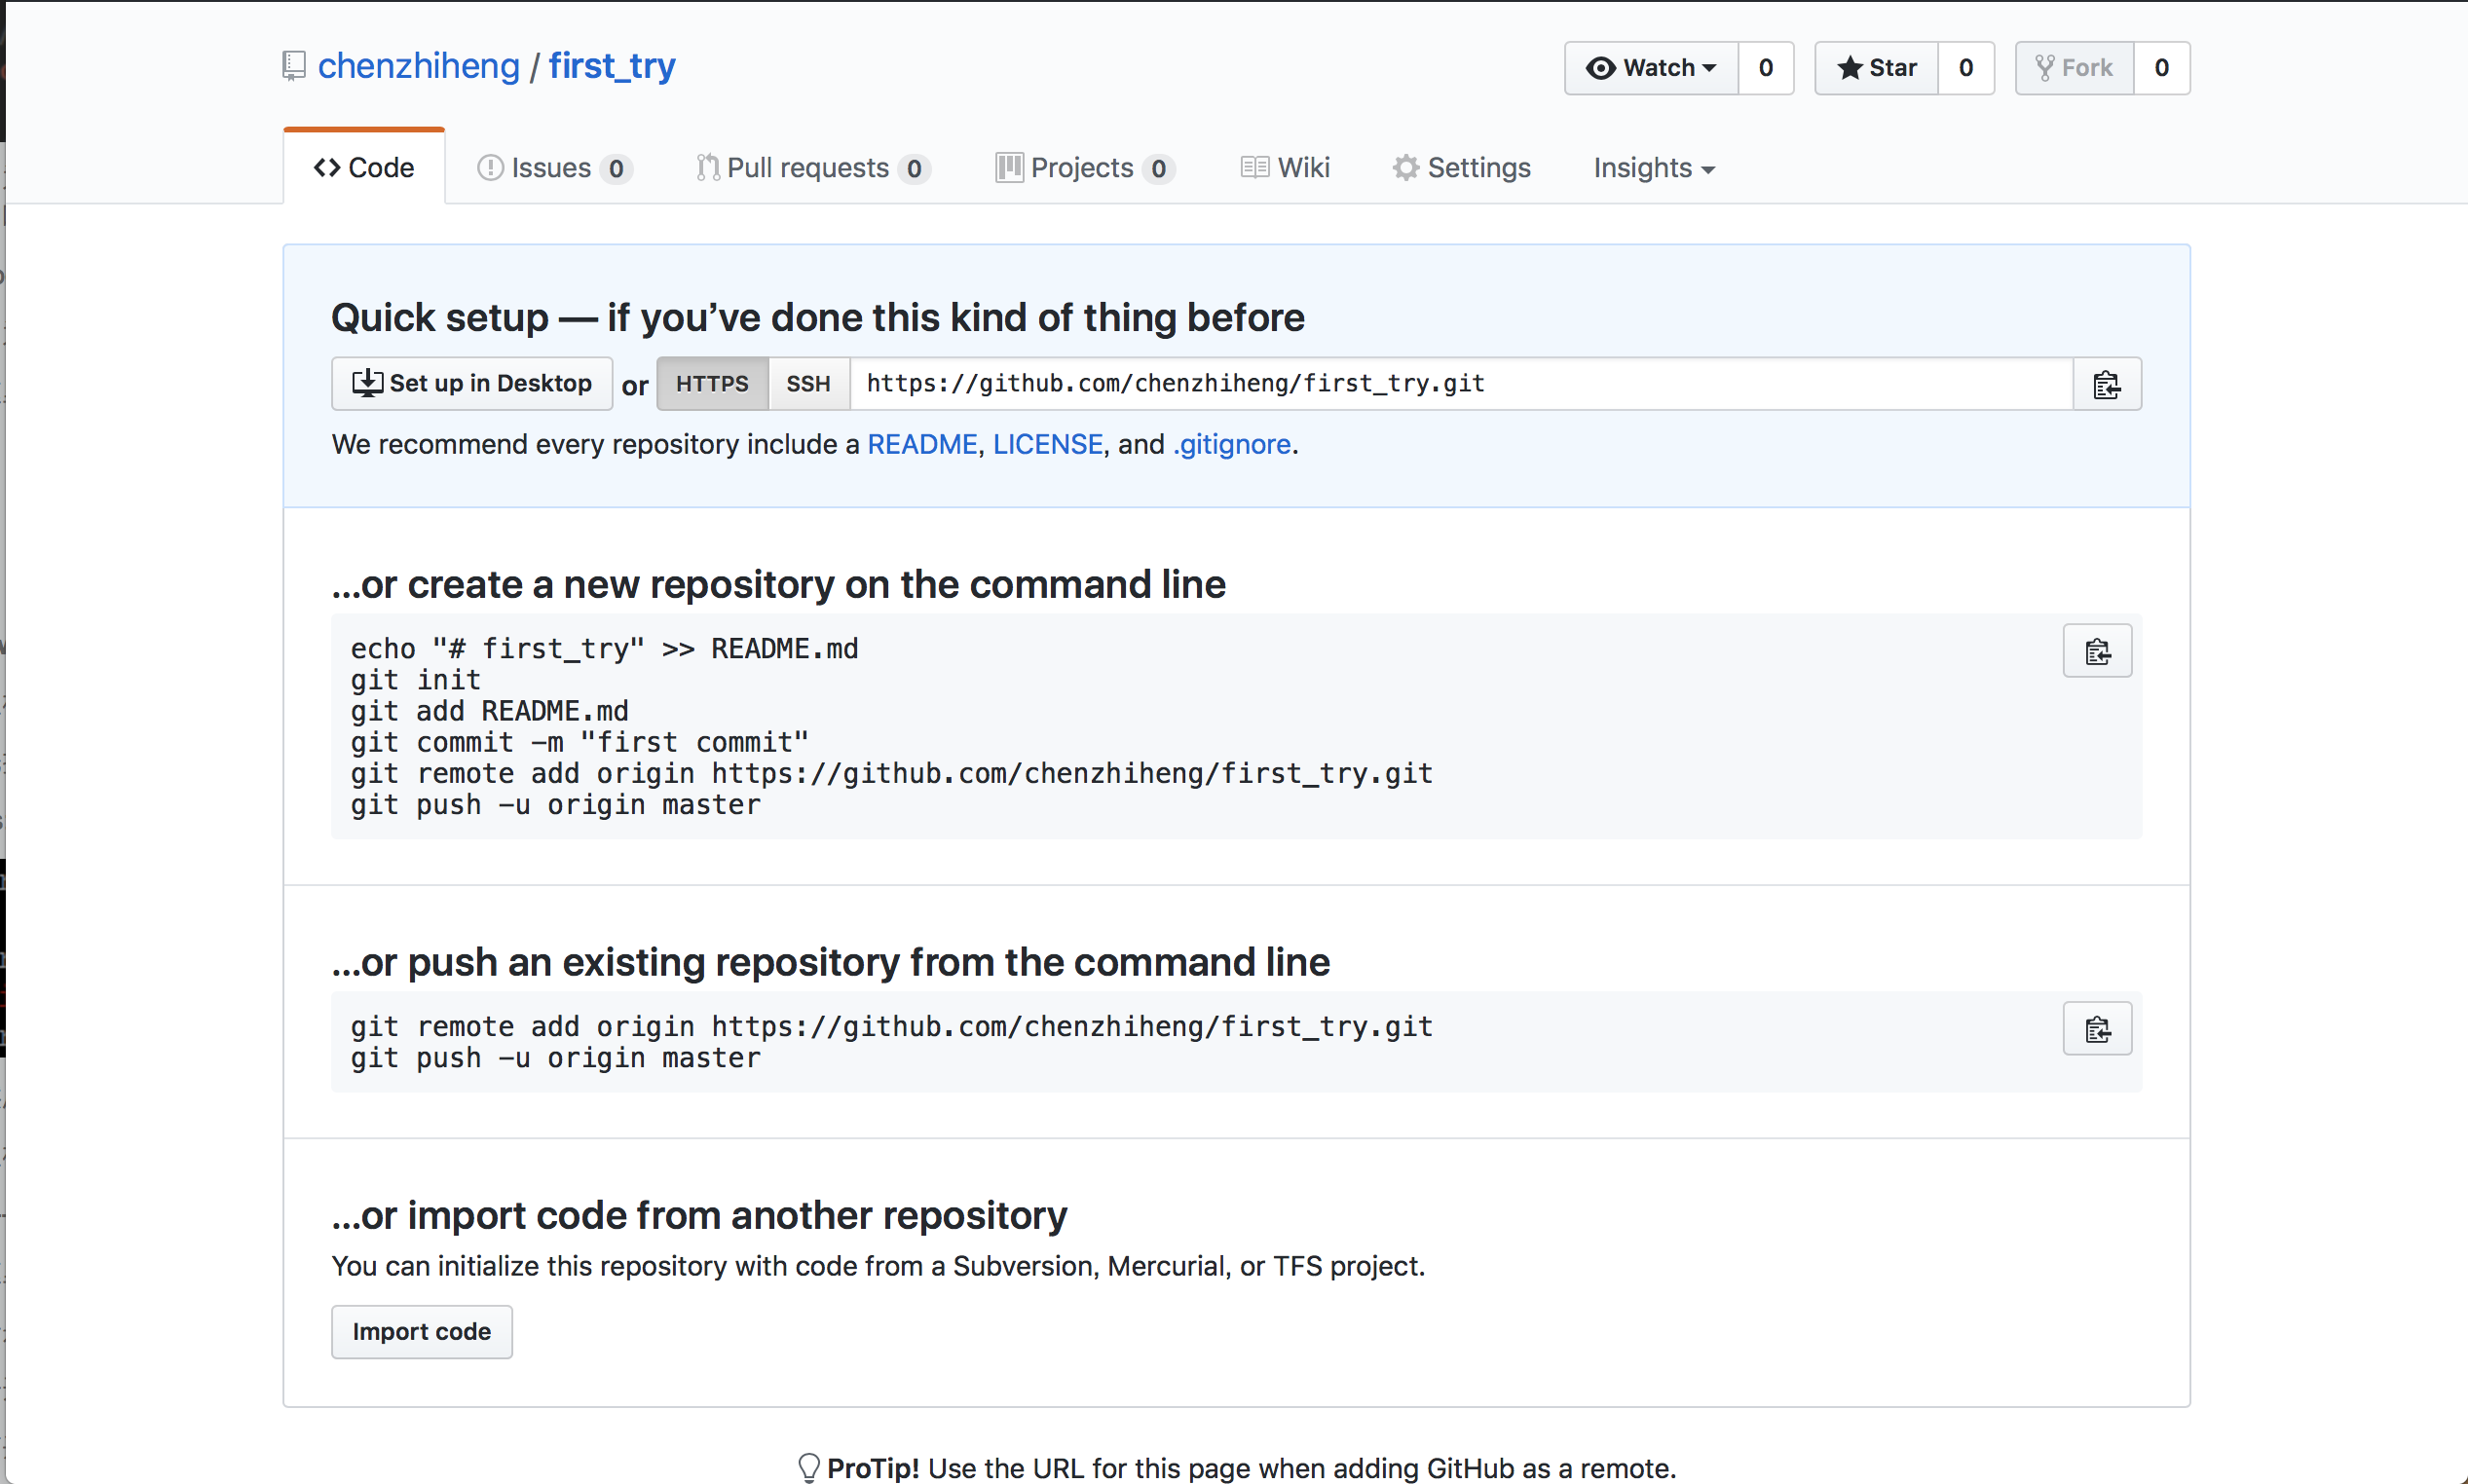 chenzhiheng / first_try
Watch 0 Star 0 Fork 0
Code Issues 0 Pull requests 0 Projects 0 Wiki Settings Insights
Quick setup — if you’ve done this kind of thing before
Set up in Desktop or HTTPS SSH https://github.com/chenzhiheng/first_try.git
We recommend every repository include a README, LICENSE, and .gitignore.
…or create a new repository on the command line
echo "# first_try" >> README.md
git init
git add README.md
git commit -m "first commit"
git remote add origin https://github.com/chenzhiheng/first_try.git
git push -u origin master
…or push an existing repository from the command line
git remote add origin https://github.com/chenzhiheng/first_try.git
git push -u origin master
…or import code from another repository
You can initialize this repository with code from a Subversion, Mercurial, or TFS project.
Import code
ProTip! Use the URL for this page when adding GitHub as a remote.